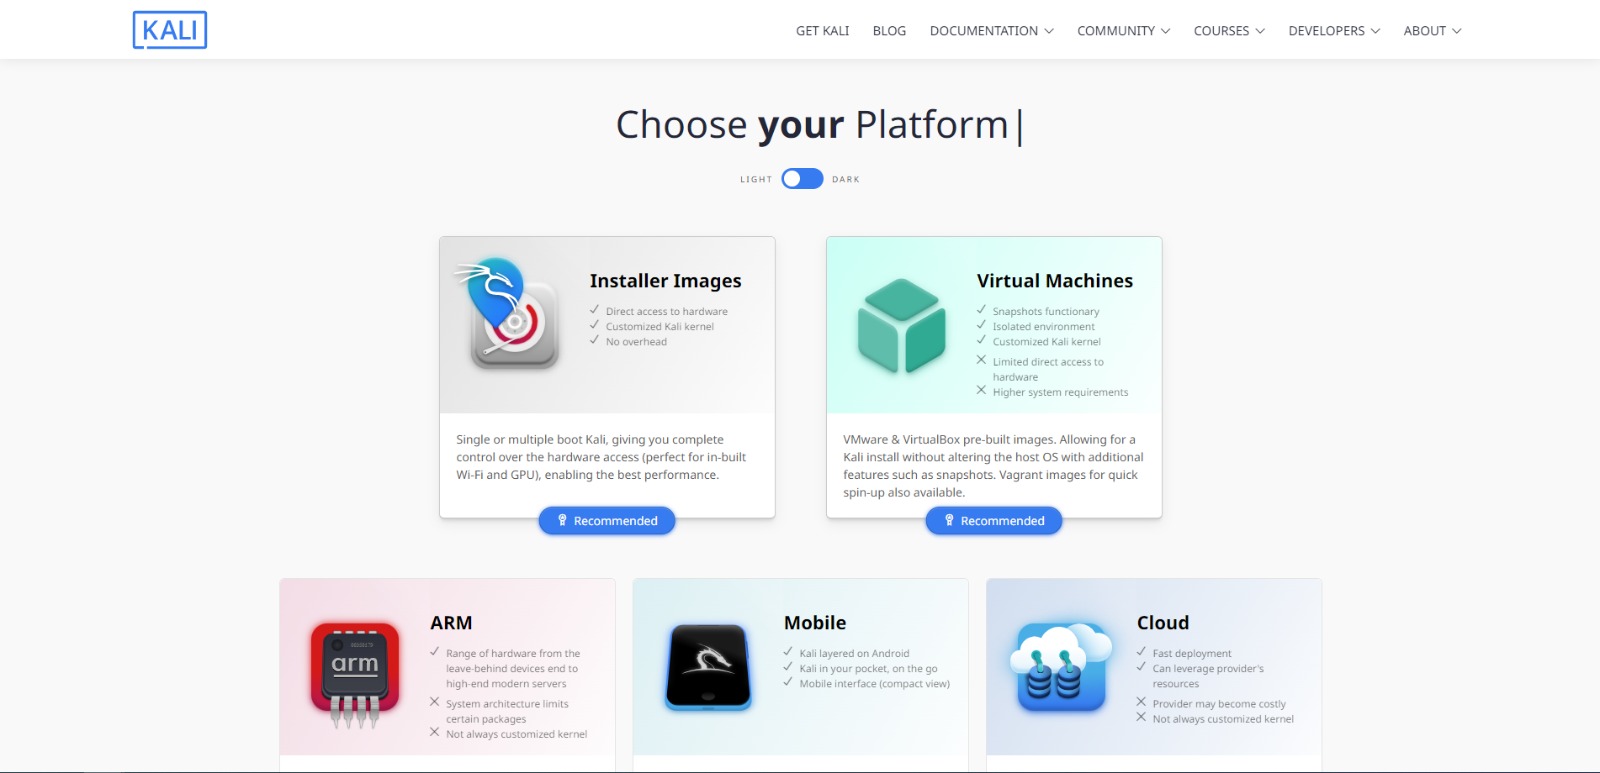 KALI
GET KALI BLOG DOCUMENTATION COMMUNITY COURSES DEVELOPERS ABOUT
Choose your Platform|
LIGHT DARK
Installer Images
Direct access to hardware
Customized Kali kernel
No overhead
Single or multiple boot Kali, giving you complete
control over the hardware access (perfect for in-built
Wi-Fi and GPU), enabling the best performance.
Recommended
Virtual Machines
Snapshots functionary
Isolated environment
Customized Kali kernel
Limited direct access to
hardware
Higher system requirements
VMware & VirtualBox pre-built images. Allowing for a
Kali install without altering the host OS with additional
features such as snapshots. Vagrant images for quick
spin-up also available.
Recommended
arm
ARM
Range of hardware from the
leave-behind devices end to
high-end modern servers
System architecture limits
certain packages
Not always customized kernel
Mobile
Kali layered on Android
Kali in your pocket, on the go
Mobile interface (compact view)
Cloud
Fast deployment
Can leverage provider's
resources
Provider may become costly
Not always customized kernel